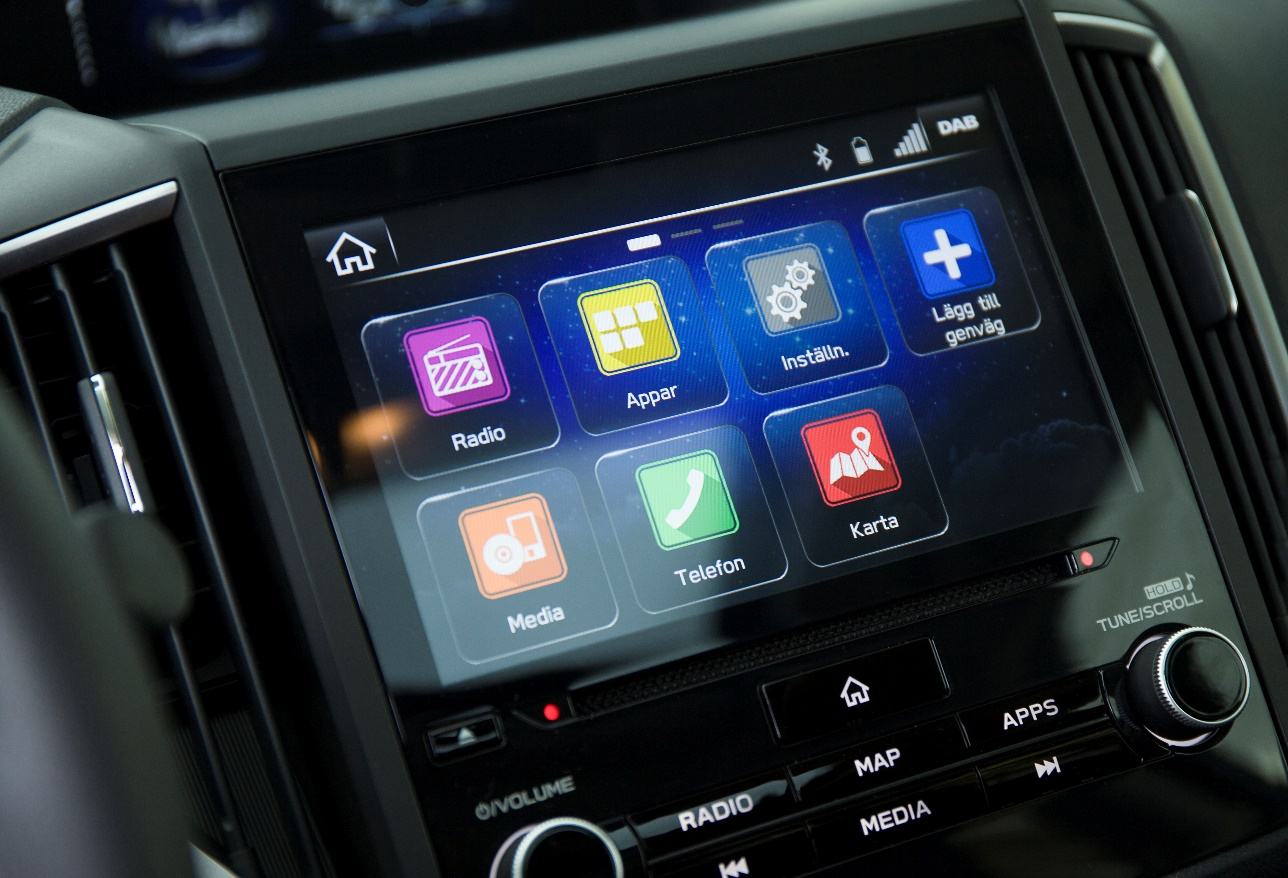 DAB
Radio
Appar
Inställn.
Lägg till
genväg
Media
Telefon
Karta
HOLD
TUNE/SCROLL
VOLUME
RADIO
MAP
APPS
MEDIA